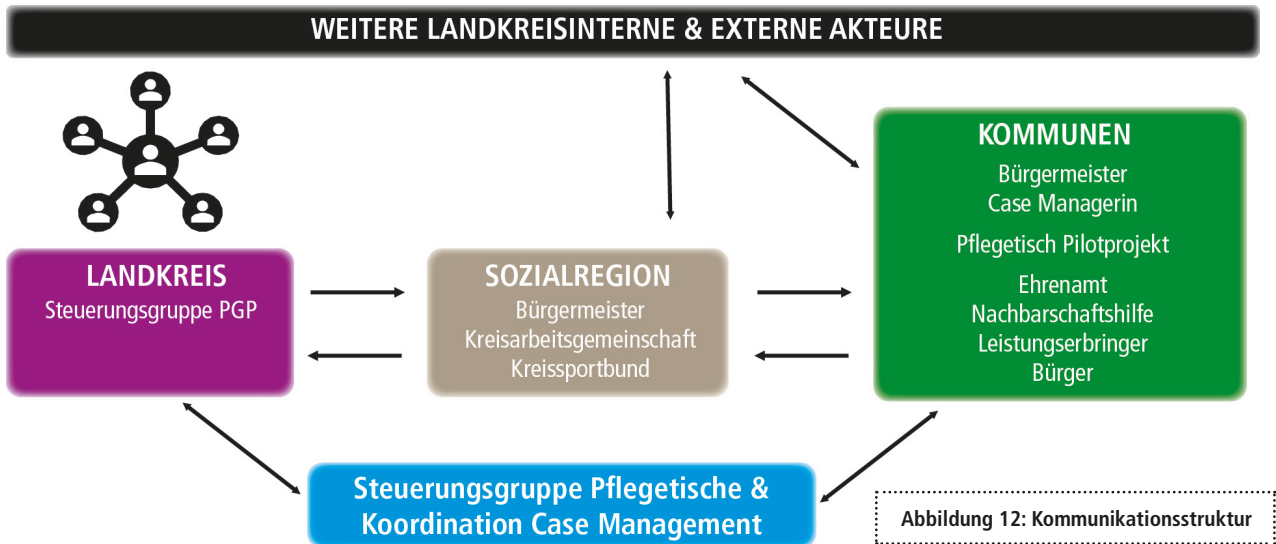 WEITERE LANDKREISINTERNE & EXTERNE AKTEURE
LANDKREIS
Steuerungsgruppe PGP
SOZIALREGION
Bürgermeister
Kreisarbeitsgemeinschaft
Kreissportbund
KOMMUNEN
Bürgermeister
Case Managerin
Pflegetisch Pilotprojekt
Ehrenamt
Nachbarschaftshilfe
Leistungserbringer
Bürger
Steuerungsgruppe Pflegetische &
Koordination Case Management
Abbildung 12: Kommunikationsstruktur